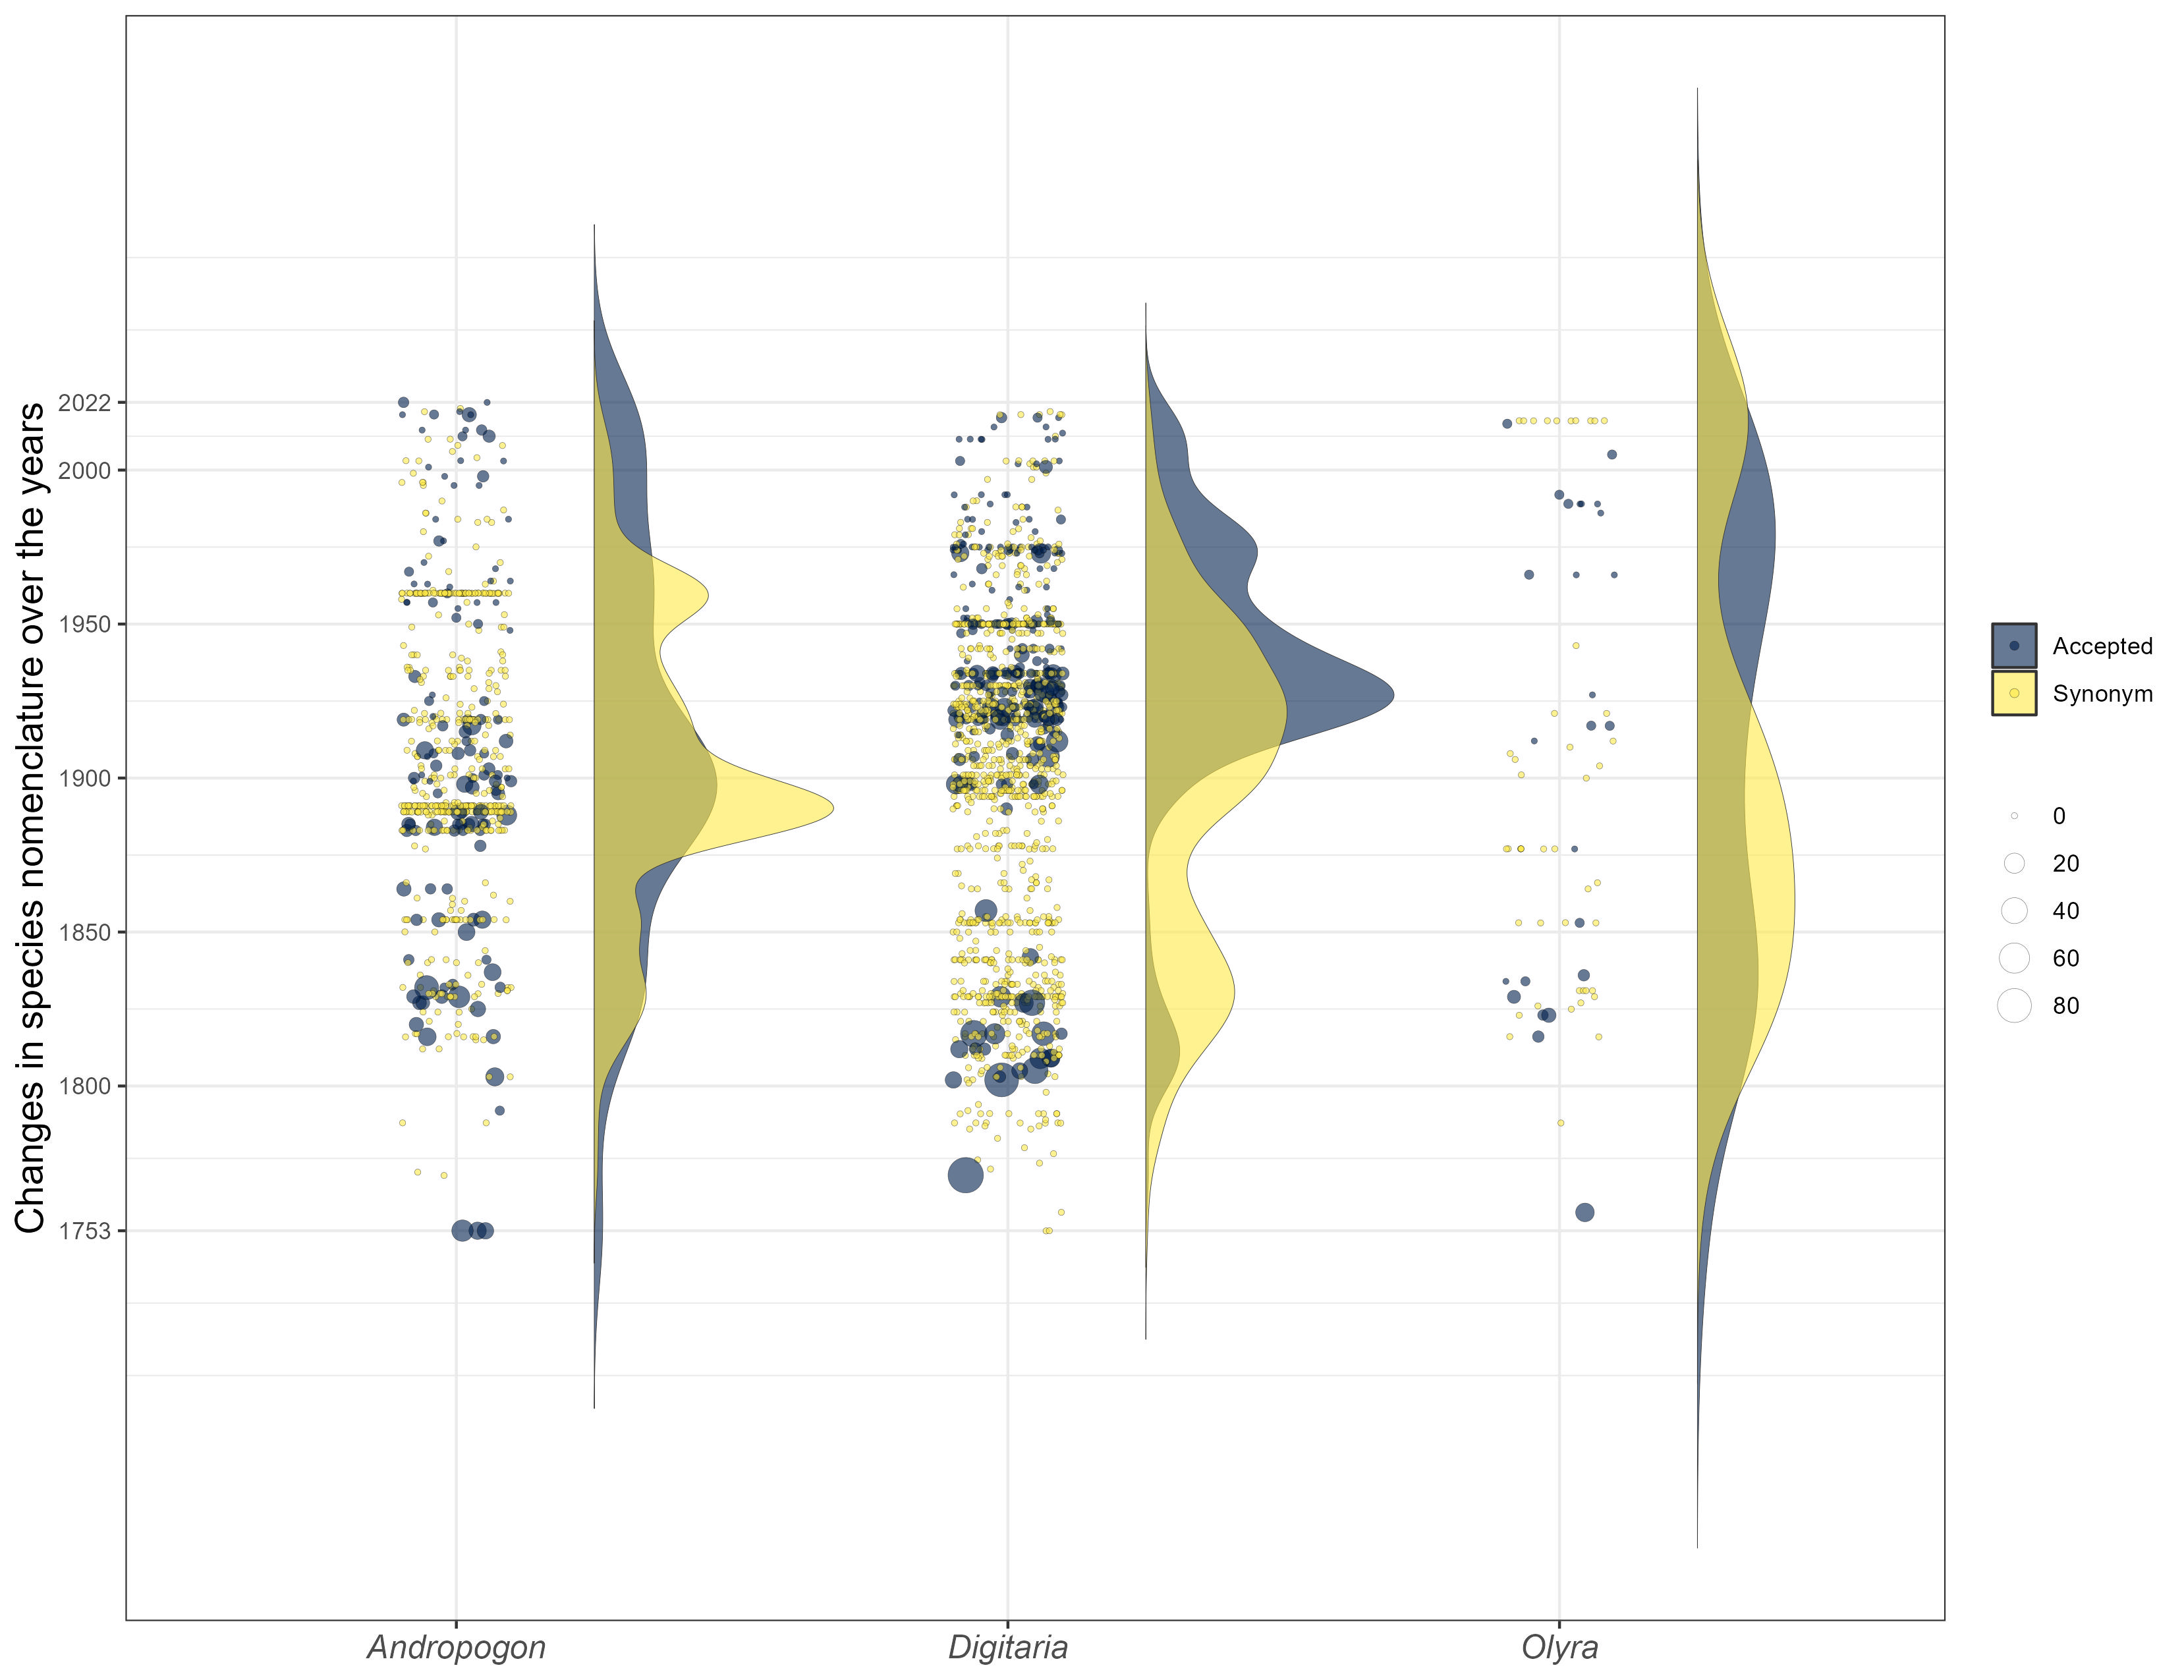 Changes in species nomenclature over the years
2022
2000
1950
1900
1850
1800
1753
Andropogon
Digitaria
Olyra
Accepted
Synonym
0
20
40
60
80